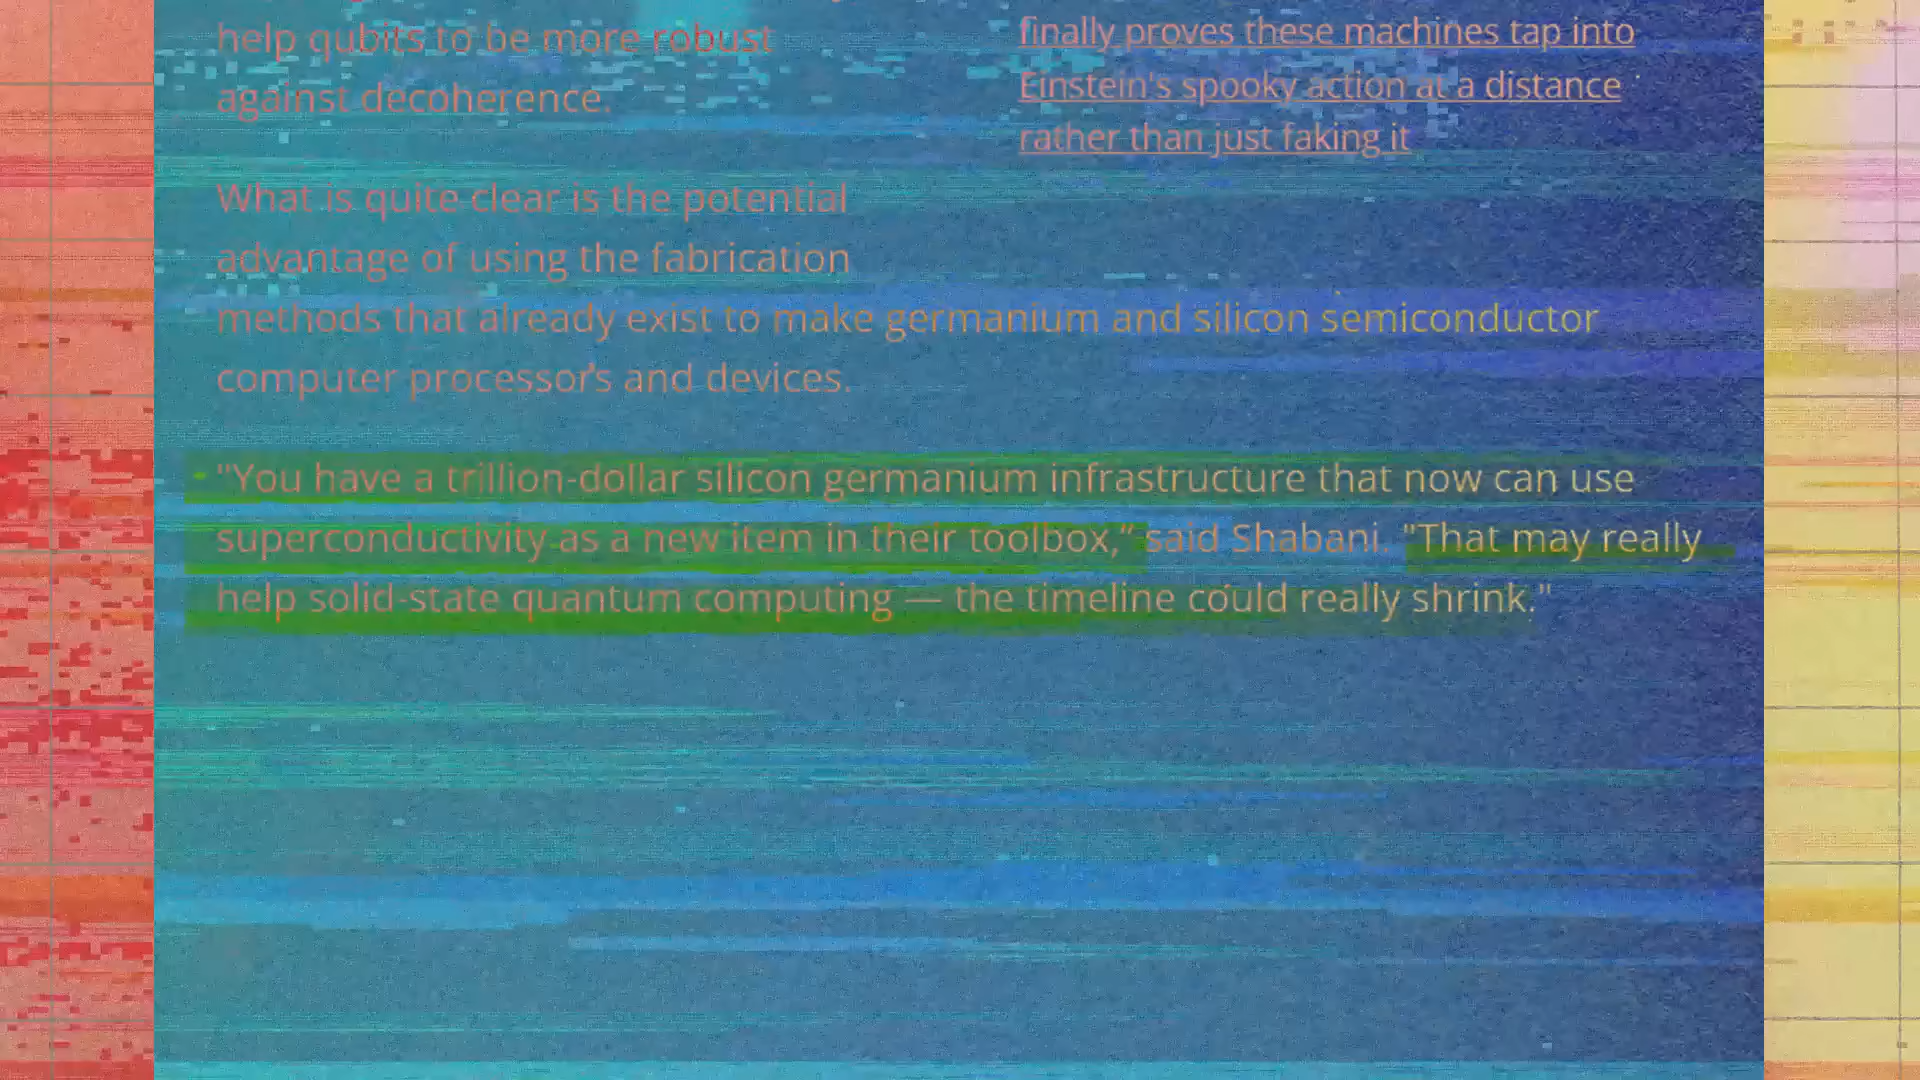 help qubits to be more robust
against decoherence.
finally proves these machines tap into
Einstein's spooky action at a distance
rather than just faking it
What is quite clear is the potential
advantage of using the fabrication
methods that already exist to make germanium and silicon semiconductor
computer processors and devices.
"You have a trillion-dollar silicon germanium infrastructure that now can use
superconductivity as a new item in their toolbox," said Shabani. "That may really
help solid-state quantum computing — the timeline could really shrink."